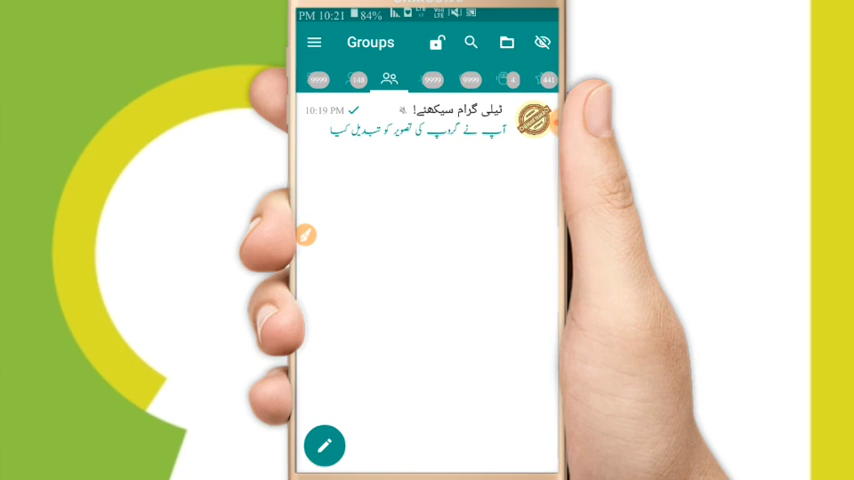 PM 10:21 84%
Groups
9999 148 9999 9999 4 441
ٹیلی گرام سیکھئے!
10:19 PM
آپ نے گروپ کی تصویر کو تبدیل کیا